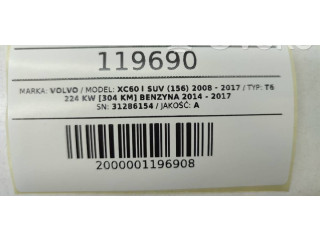 119690
MARKA: VOLVO / MODEL: XC60 I SUV (156) 2008 - 2017 / TYP: T6
224 KW [304 KM] BENZYNA 2014 - 2017
SN: 31286154 / JAKOŚĆ: A
2000001196908